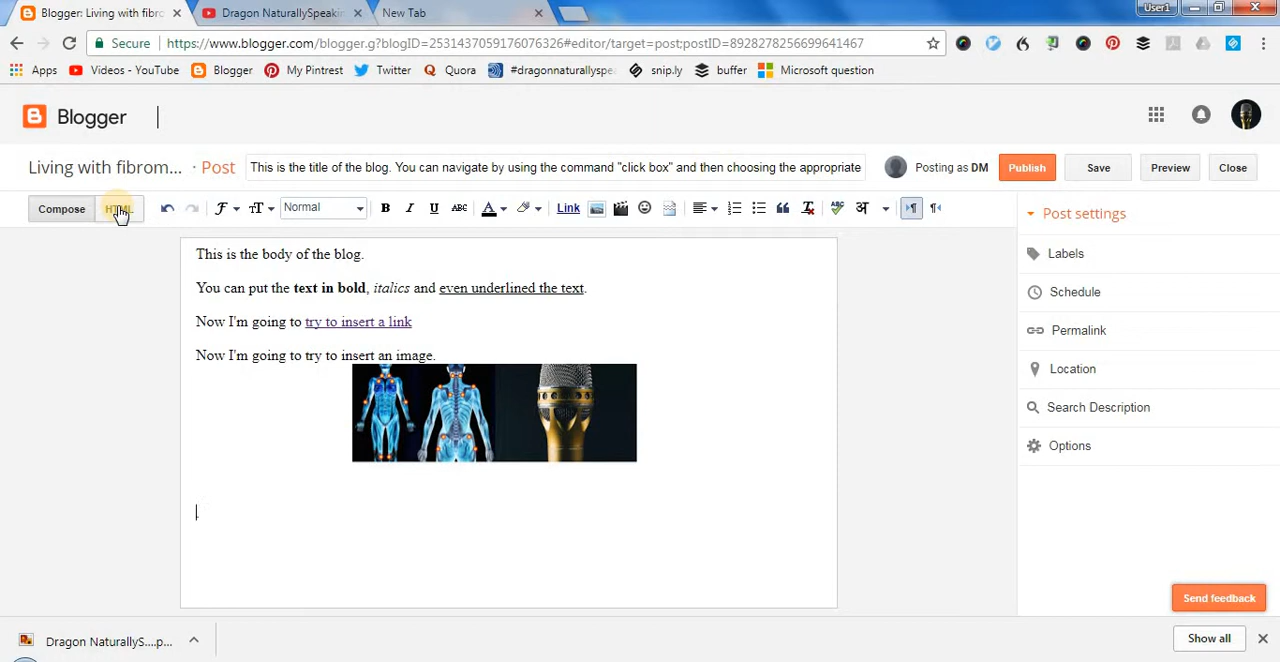 Blogger: Living with fibro
Dragon NaturallySpeakin
New Tab
User1
Secure
https://www.blogger.com/blogger.g?blogID=2531437059176076326#editor/target=post;postID=8928278256699641467
Apps
Videos - YouTube
Blogger
My Pintrest
Twitter
Quora
#dragonnaturallyspe
snip.ly
buffer
Microsoft question
Blogger
Living with fibrom... · Post
This is the title of the blog. You can navigate by using the command "click box" and then choosing the appropriate
Posting as DM
Publish
Save
Preview
Close
Compose
HTML
Normal
B
I
U
ABC
A
Link
Post settings
Labels
Schedule
Permalink
Location
Search Description
Options
This is the body of the blog.
You can put the text in bold, italics and even underlined the text.
Now I'm going to try to insert a link
Now I'm going to try to insert an image.
Send feedback
Dragon NaturallyS....p...
Show all